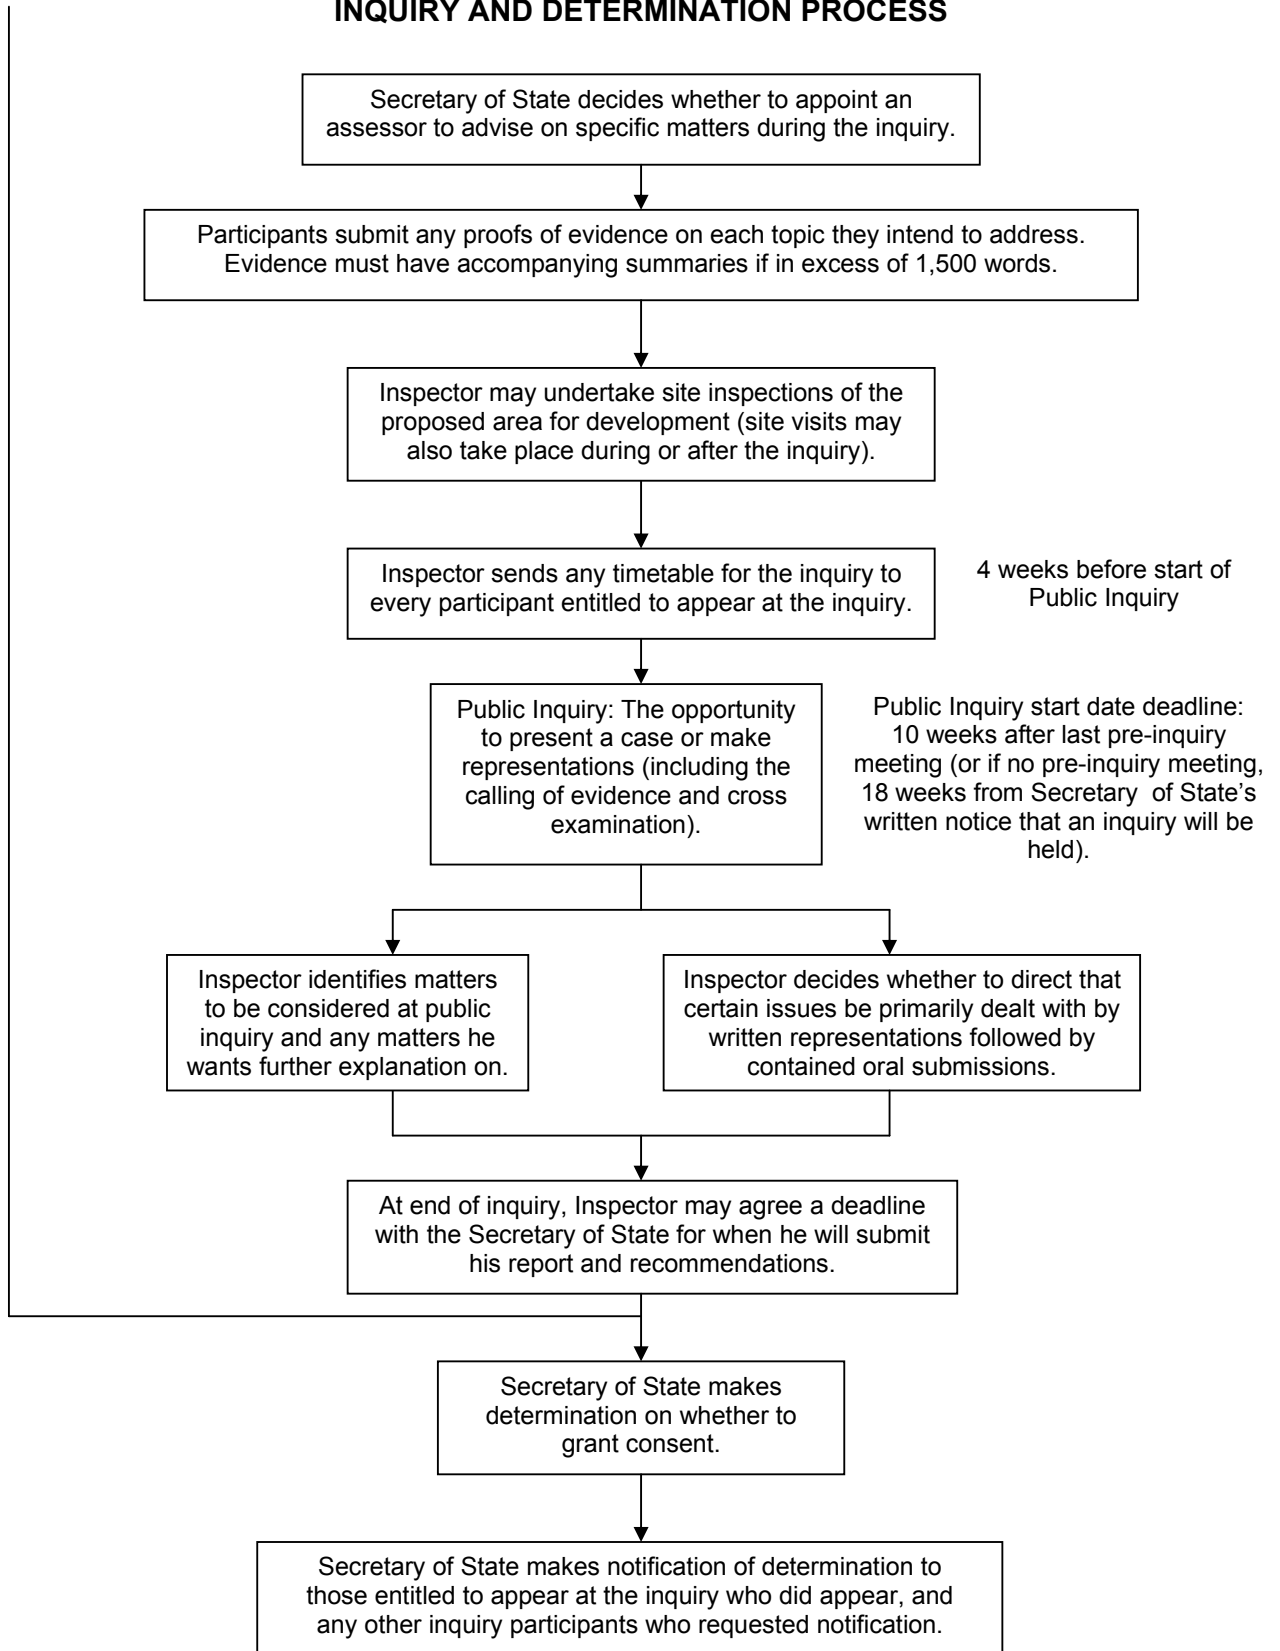 INQUIRY AND DETERMINATION PROCESS
Secretary of State decides whether to appoint an
assessor to advise on specific matters during the inquiry.
Participants submit any proofs of evidence on each topic they intend to address.
Evidence must have accompanying summaries if in excess of 1,500 words.
Inspector may undertake site inspections of the
proposed area for development (site visits may
also take place during or after the inquiry).
Inspector sends any timetable for the inquiry to
every participant entitled to appear at the inquiry.
4 weeks before start of
Public Inquiry
Public Inquiry: The opportunity
to present a case or make
representations (including the
calling of evidence and cross
examination).
Public Inquiry start date deadline:
10 weeks after last pre-inquiry
meeting (or if no pre-inquiry meeting,
18 weeks from Secretary of State's
written notice that an inquiry will be
held).
Inspector identifies matters
to be considered at public
inquiry and any matters he
wants further explanation on.
Inspector decides whether to direct that
certain issues be primarily dealt with by
written representations followed by
contained oral submissions.
At end of inquiry, Inspector may agree a deadline
with the Secretary of State for when he will submit
his report and recommendations.
Secretary of State makes
determination on whether to
grant consent.
Secretary of State makes notification of determination to
those entitled to appear at the inquiry who did appear, and
any other inquiry participants who requested notification.